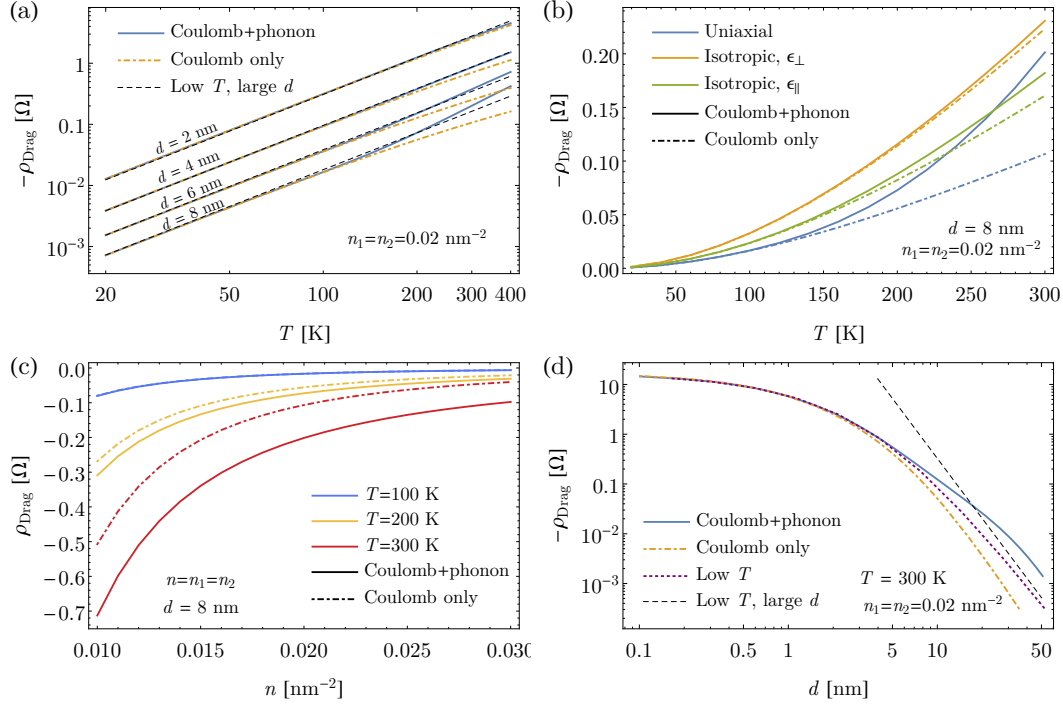 (a)
−ρDrag [Ω]
1
0.1
10⁻²
10⁻³
Coulomb+phonon
Coulomb only
Low T, large d
d = 2 nm
d = 4 nm
d = 6 nm
d = 8 nm
n₁=n₂=0.02 nm⁻²
20 50 100 200 300 400
T [K]
(b)
−ρDrag [Ω]
0.20
0.15
0.10
0.05
0.00
Uniaxial
Isotropic, ϵ⊥
Isotropic, ϵ∥
Coulomb+phonon
Coulomb only
d = 8 nm
n₁=n₂=0.02 nm⁻²
50 100 150 200 250 300
T [K]
(c)
ρDrag [Ω]
0.0
−0.1
−0.2
−0.3
−0.4
−0.5
−0.6
−0.7
T=100 K
T=200 K
T=300 K
Coulomb+phonon
Coulomb only
n=n₁=n₂
d = 8 nm
0.010 0.015 0.020 0.025 0.030
n [nm⁻²]
(d)
−ρDrag [Ω]
10
1
0.1
10⁻²
10⁻³
Coulomb+phonon
Coulomb only
Low T
Low T, large d
T = 300 K
n₁=n₂=0.02 nm⁻²
0.1 0.5 1 5 10 50
d [nm]